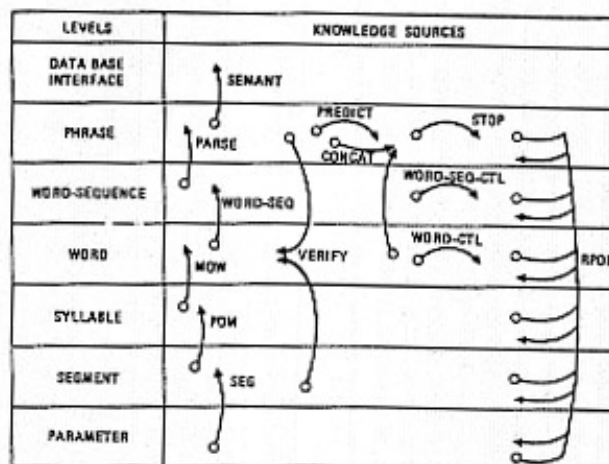 LEVELS
KNOWLEDGE SOURCES
DATA BASE
INTERFACE
SEMANT
PHRASE
PREDICT
STOP
PARSE
CONCAT
WORD-SEQUENCE
WORD-SEQ
WORD-SEQ-CTL
WORD
MOW
VERIFY
WORD-CTL
RPOL
SYLLABLE
POM
SEGMENT
SEG
PARAMETER